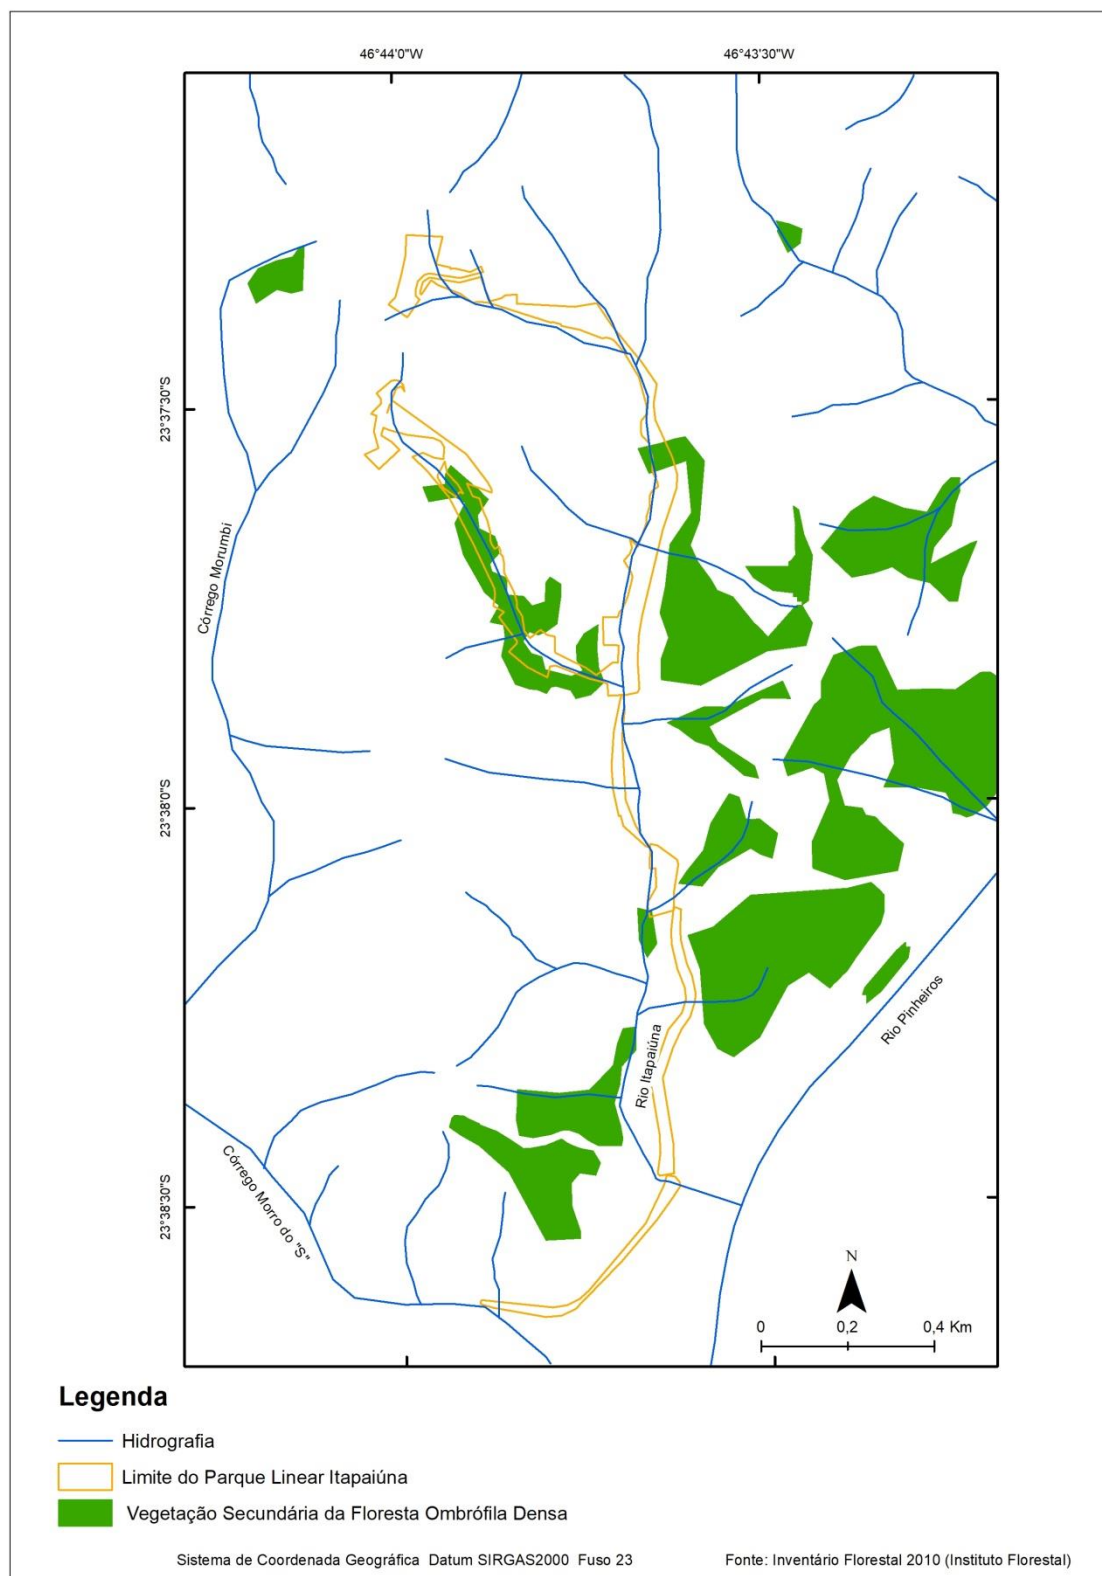 46°44'0"W
46°43'30"W
23°37'30"S
Córrego Morumbi
23°38'0"S
Rio Pinheiros
Rio Itapaiúna
Córrego Morro do "S"
23°38'30"S
N
0 0,2 0,4 Km
Legenda
Hidrografia
Limite do Parque Linear Itapaiúna
Vegetação Secundária da Floresta Ombrófila Densa
Sistema de Coordenada Geográfica Datum SIRGAS2000 Fuso 23
Fonte: Inventário Florestal 2010 (Instituto Florestal)